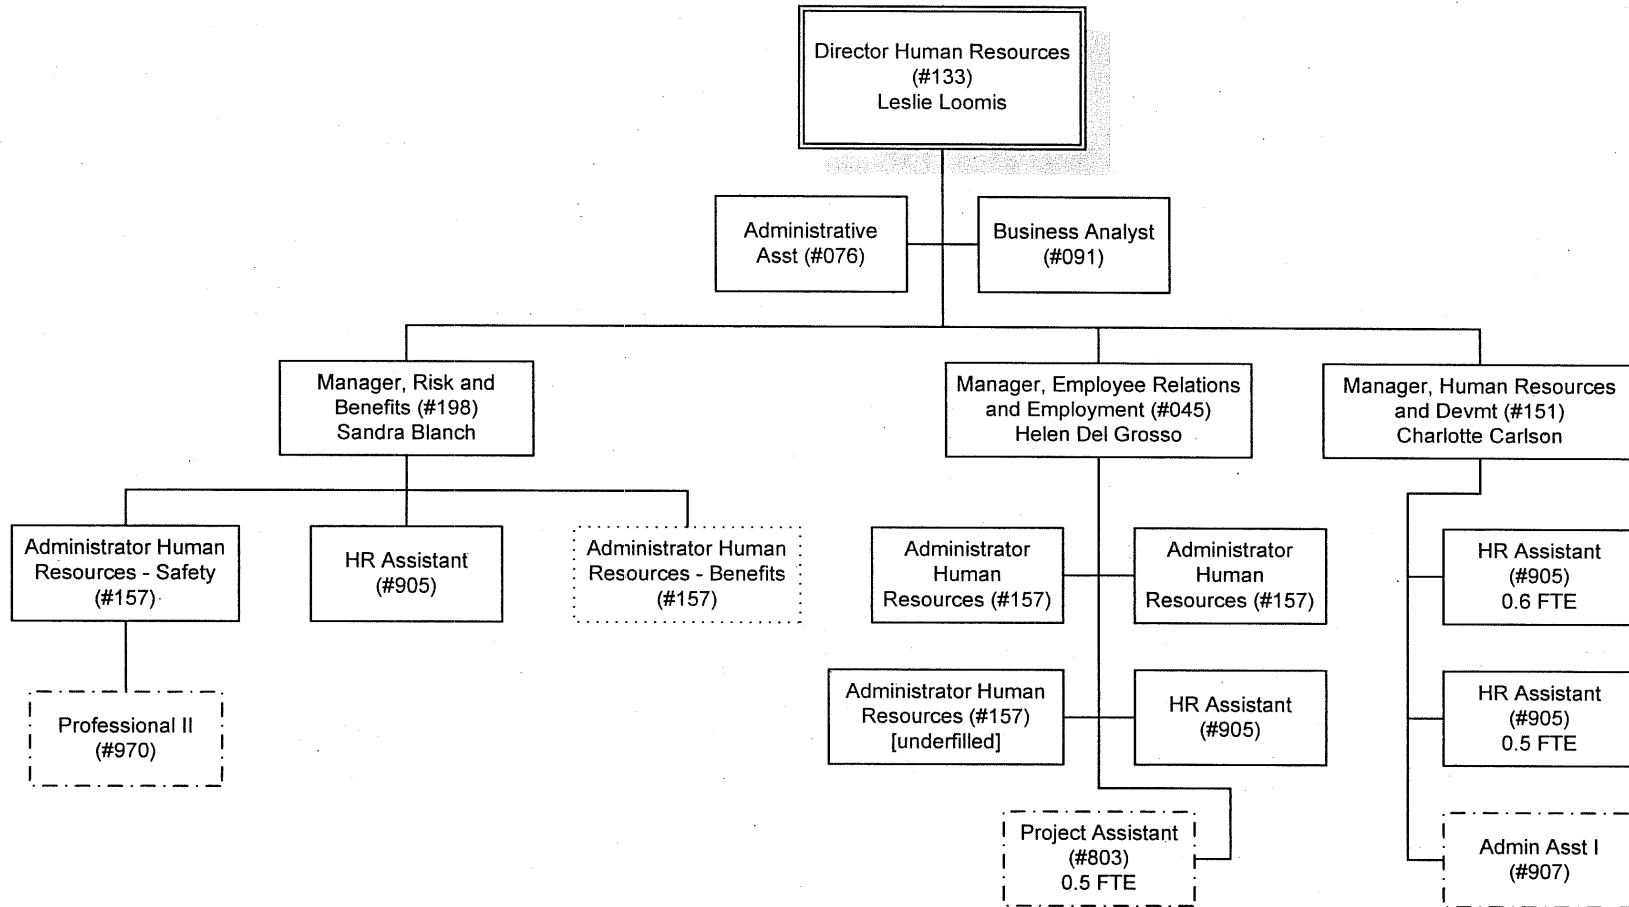 Director Human Resources
(#133)
Leslie Loomis
Administrative
Asst (#076)
Business Analyst
(#091)
Manager, Risk and
Benefits (#198)
Sandra Blanch
Manager, Employee Relations
and Employment (#045)
Helen Del Grosso
Manager, Human Resources
and Devmt (#151)
Charlotte Carlson
Administrator Human
Resources - Safety
(#157)
HR Assistant
(#905)
Administrator Human
Resources - Benefits
(#157)
Administrator
Human
Resources (#157)
Administrator
Human
Resources (#157)
HR Assistant
(#905)
0.6 FTE
Professional II
(#970)
Administrator Human
Resources (#157)
[underfilled]
HR Assistant
(#905)
HR Assistant
(#905)
0.5 FTE
Project Assistant
(#803)
0.5 FTE
Admin Asst I
(#907)